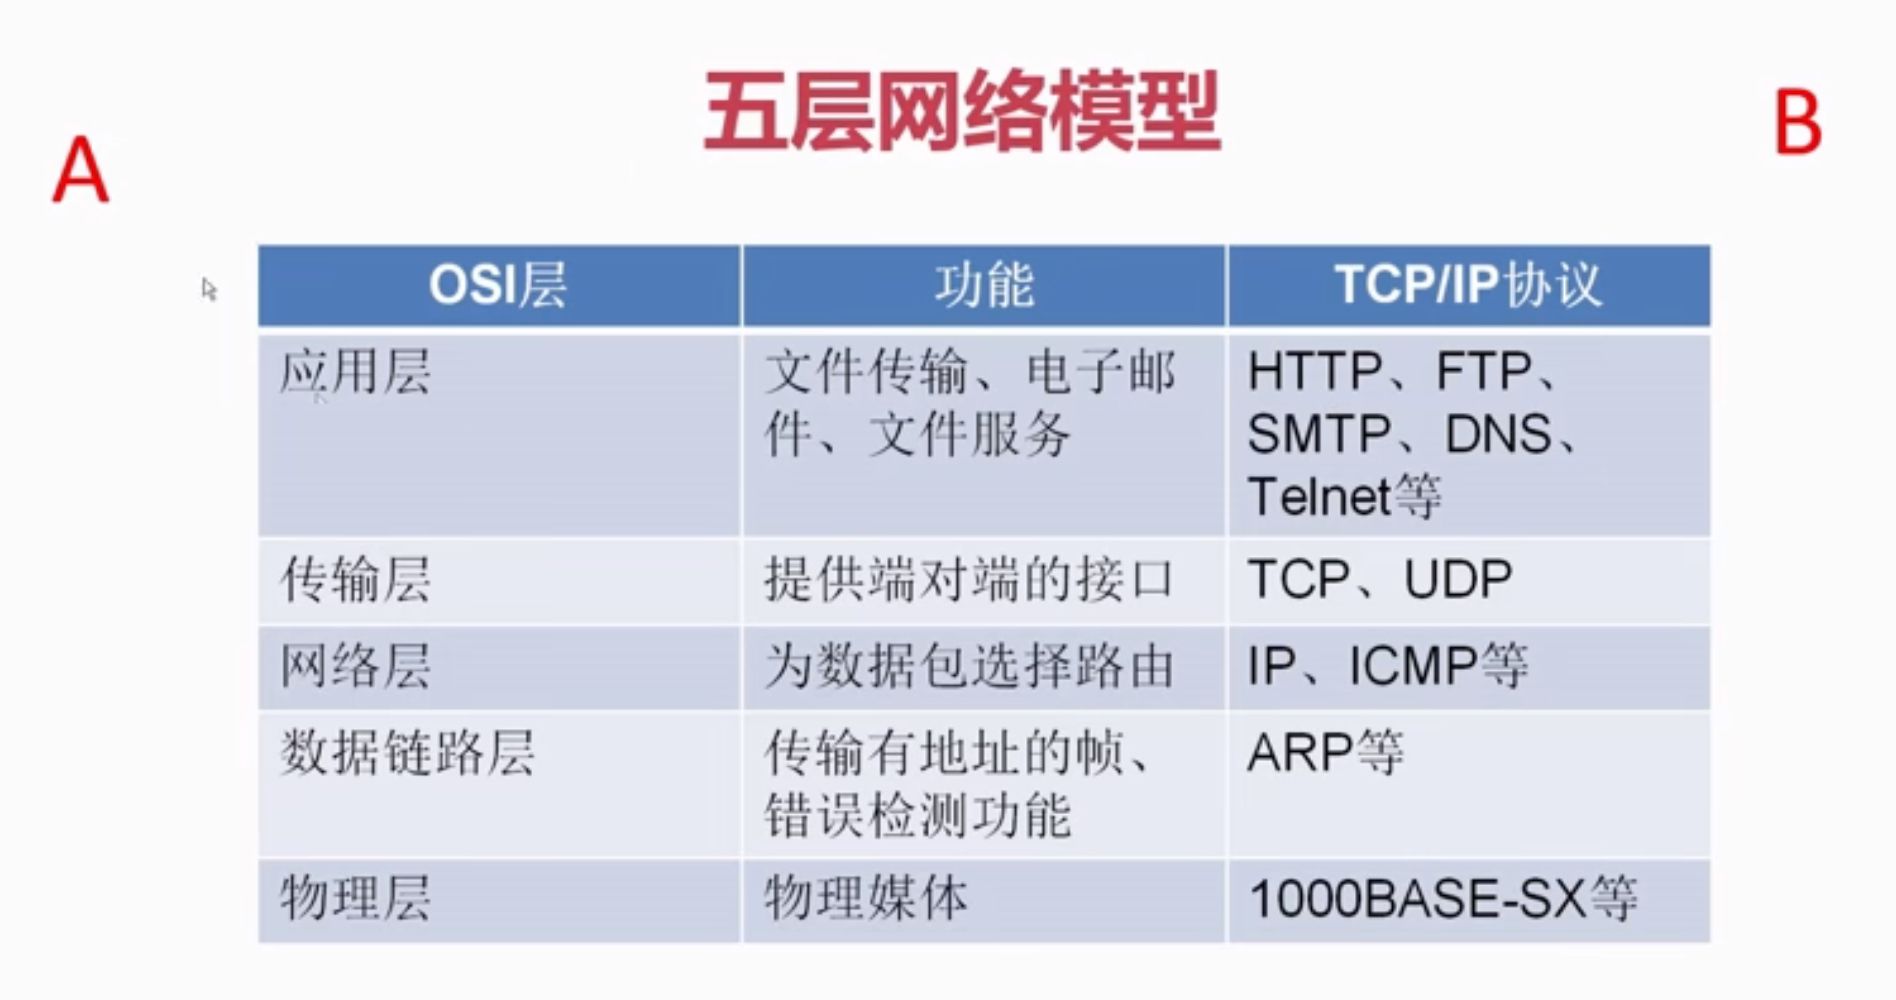 五层网络模型
A
B
OSI层
功能
TCP/IP协议
应用层
文件传输、电子邮
件、文件服务
HTTP、FTP、
SMTP、DNS、
Telnet等
传输层
提供端对端的接口
TCP、UDP
网络层
为数据包选择路由
IP、ICMP等
数据链路层
传输有地址的帧、
错误检测功能
ARP等
物理层
物理媒体
1000BASE-SX等